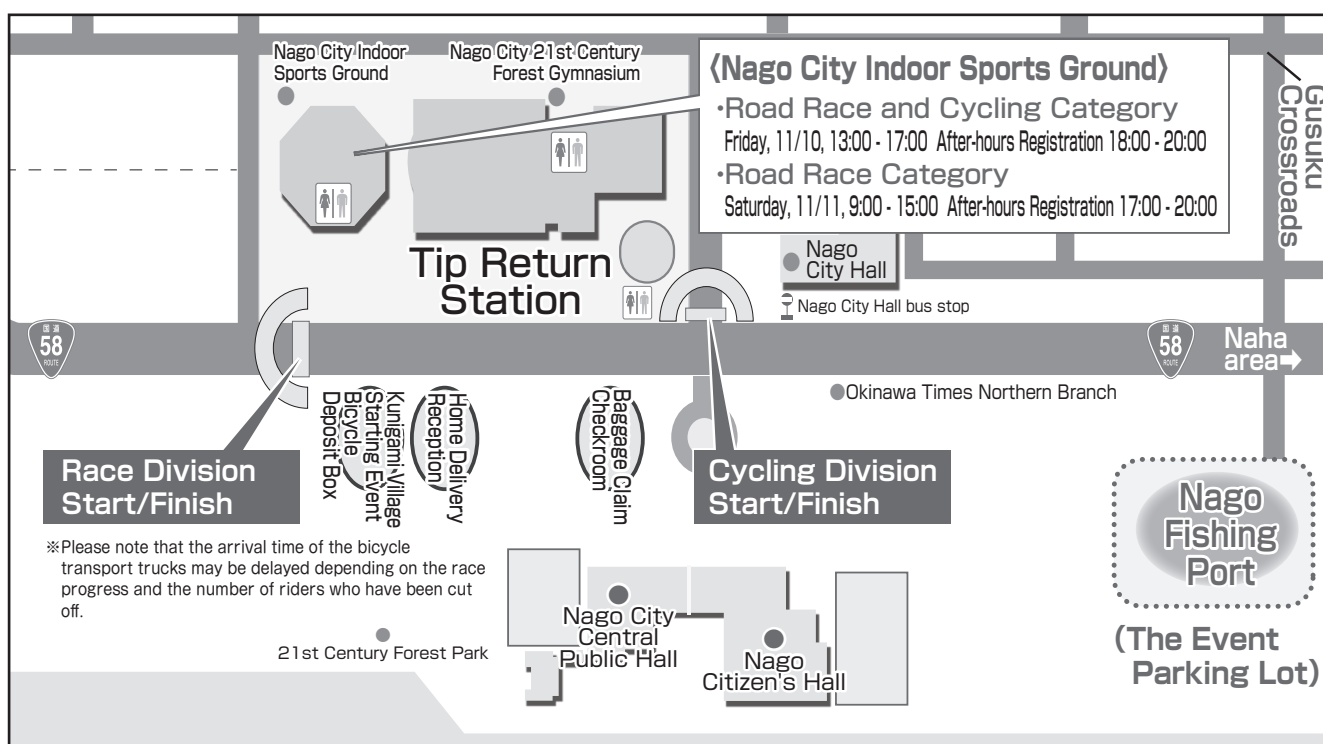 Nago City Indoor
Sports Ground
Nago City 21st Century
Forest Gymnasium
《Nago City Indoor Sports Ground》
・Road Race and Cycling Category
Friday, 11/10, 13:00 - 17:00 After-hours Registration 18:00 - 20:00
・Road Race Category
Saturday, 11/11, 9:00 - 15:00 After-hours Registration 17:00 - 20:00
Gusuku
Crossroads
Tip Return
Station
Nago
City Hall
Nago City Hall bus stop
国道
58
ROUTE
国道
58
ROUTE
Naha
area➡
Okinawa Times Northern Branch
Kunigami Village
Starting Event
Bicycle
Deposit Box
Home Delivery
Reception
Baggage Claim
Checkroom
Race Division
Start/Finish
Cycling Division
Start/Finish
※Please note that the arrival time of the bicycle
transport trucks may be delayed depending on the race
progress and the number of riders who have been cut
off.
Nago
Fishing
Port
(The Event
Parking Lot)
21st Century Forest Park
Nago City
Central
Public Hall
Nago
Citizen's Hall